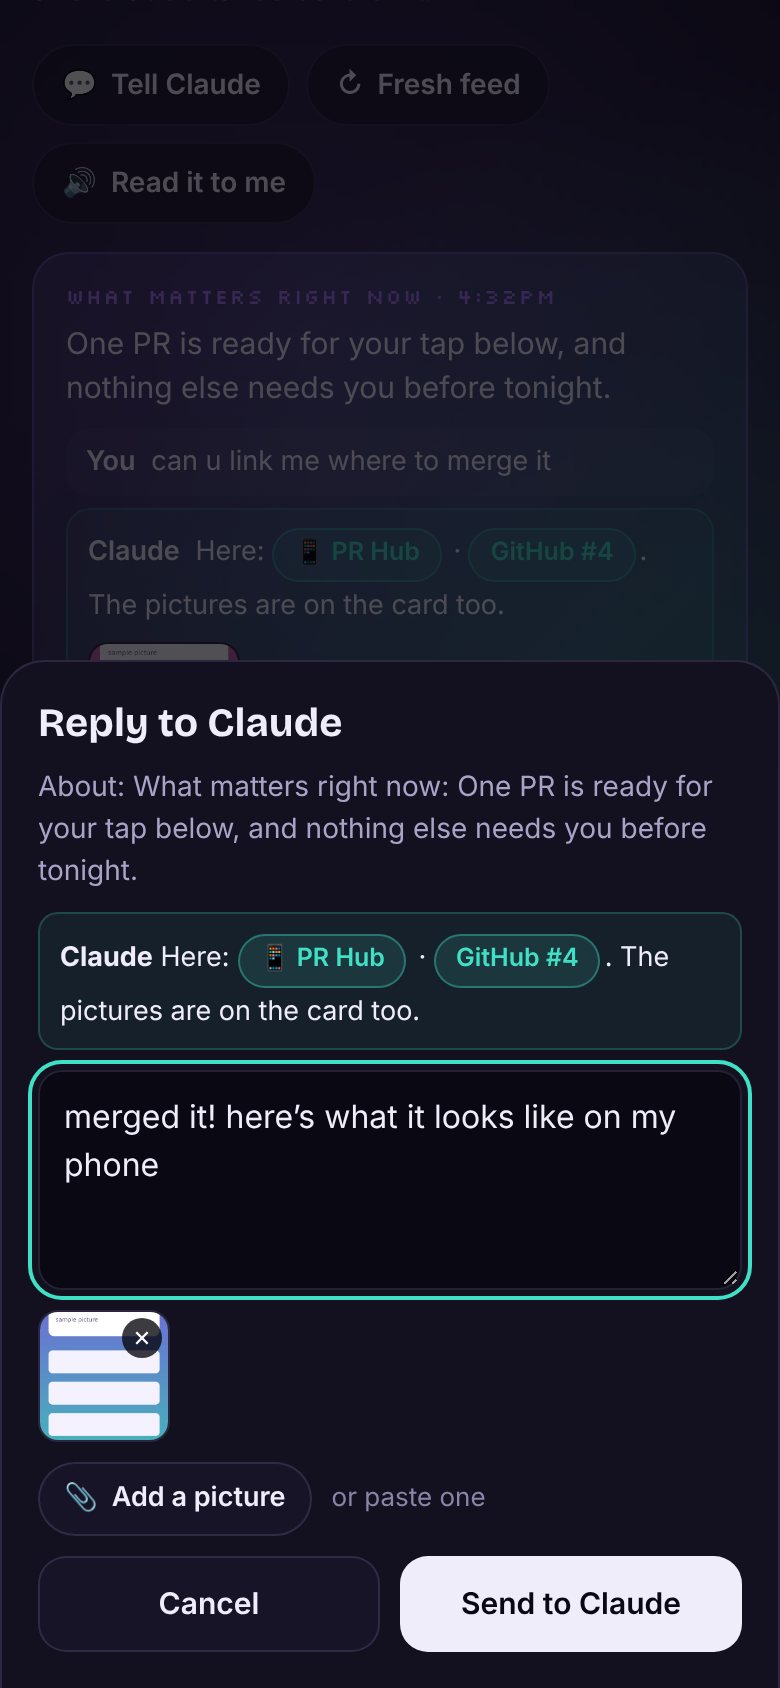 💬 Tell Claude
↻ Fresh feed
🔊 Read it to me
WHAT MATTERS RIGHT NOW · 4:32PM
One PR is ready for your tap below, and
nothing else needs you before tonight.
You can u link me where to merge it
Claude Here: 📱 PR Hub · GitHub #4 .
The pictures are on the card too.
sample picture
Reply to Claude
About: What matters right now: One PR is ready for
your tap below, and nothing else needs you before
tonight.
Claude Here: 📱 PR Hub · GitHub #4 . The
pictures are on the card too.
merged it! here’s what it looks like on my
phone
sample picture
📎 Add a picture or paste one
Cancel
Send to Claude